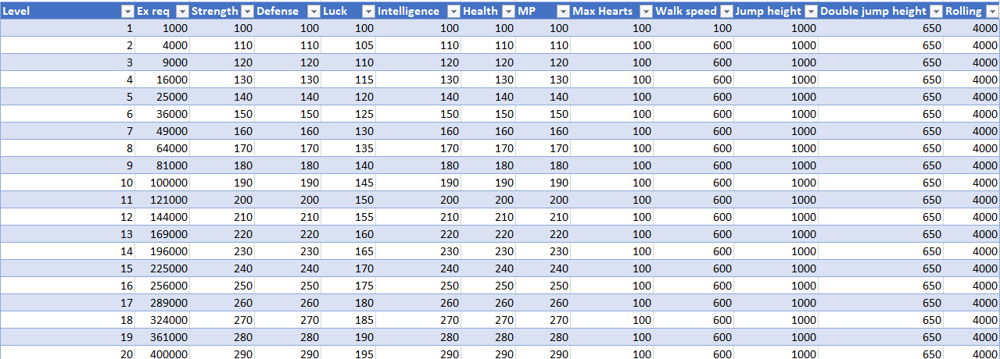 Level Ex req Strength Defense Luck Intelligence Health MP Max Hearts Walk speed Jump height Double jump height Rolling
1 1000 100 100 100 100 100 100 100 100 1000 650 4000
2 4000 110 110 105 110 110 110 100 600 1000 650 4000
3 9000 120 120 110 120 120 120 100 600 1000 650 4000
4 16000 130 130 115 130 130 130 100 600 1000 650 4000
5 25000 140 140 120 140 140 140 100 600 1000 650 4000
6 36000 150 150 125 150 150 150 100 600 1000 650 4000
7 49000 160 160 130 160 160 160 100 600 1000 650 4000
8 64000 170 170 135 170 170 170 100 600 1000 650 4000
9 81000 180 180 140 180 180 180 100 600 1000 650 4000
10 100000 190 190 145 190 190 190 100 600 1000 650 4000
11 121000 200 200 150 200 200 200 100 600 1000 650 4000
12 144000 210 210 155 210 210 210 100 600 1000 650 4000
13 169000 220 220 160 220 220 220 100 600 1000 650 4000
14 196000 230 230 165 230 230 230 100 600 1000 650 4000
15 225000 240 240 170 240 240 240 100 600 1000 650 4000
16 256000 250 250 175 250 250 250 100 600 1000 650 4000
17 289000 260 260 180 260 260 260 100 600 1000 650 4000
18 324000 270 270 185 270 270 270 100 600 1000 650 4000
19 361000 280 280 190 280 280 280 100 600 1000 650 4000
20 400000 290 290 195 290 290 290 100 600 1000 650 4000